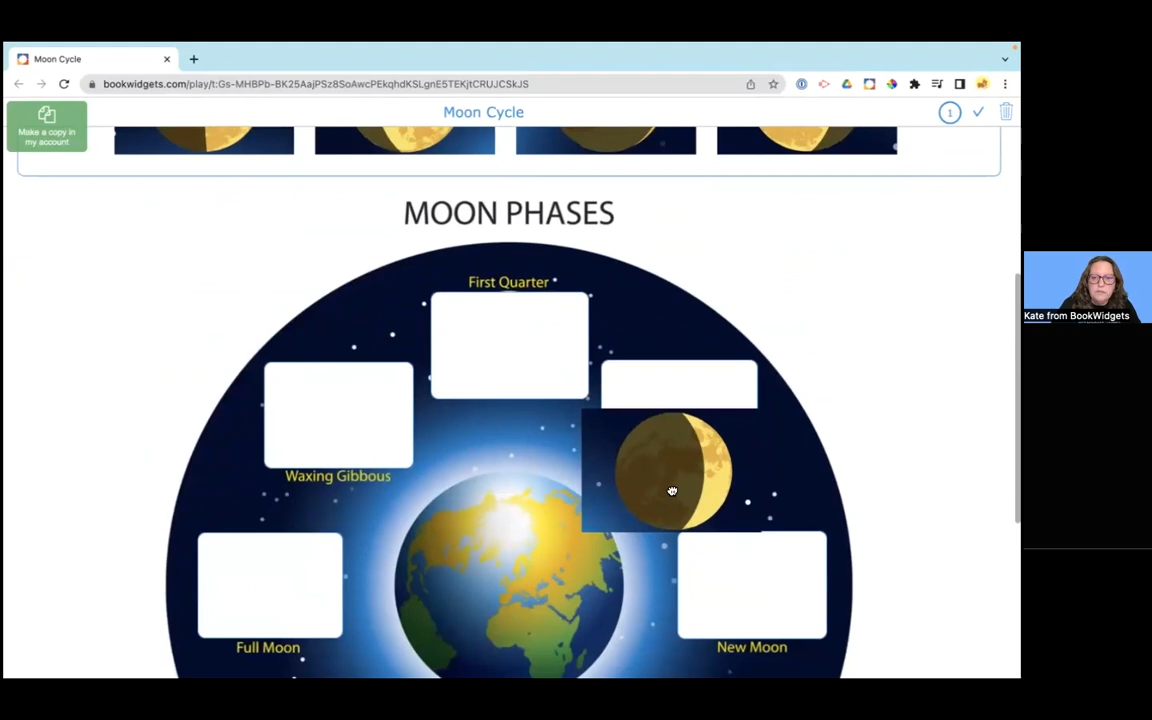 Moon Cycle
bookwidgets.com/play/t:Gs-MHBPb-BK25AajPSz8SoAwcPEkqhdKSLgnE5TEKjtCRUJCSkJS
Make a copy in
my account
Moon Cycle
1
MOON PHASES
First Quarter
Waxing Gibbous
Full Moon
New Moon
Kate from BookWidgets